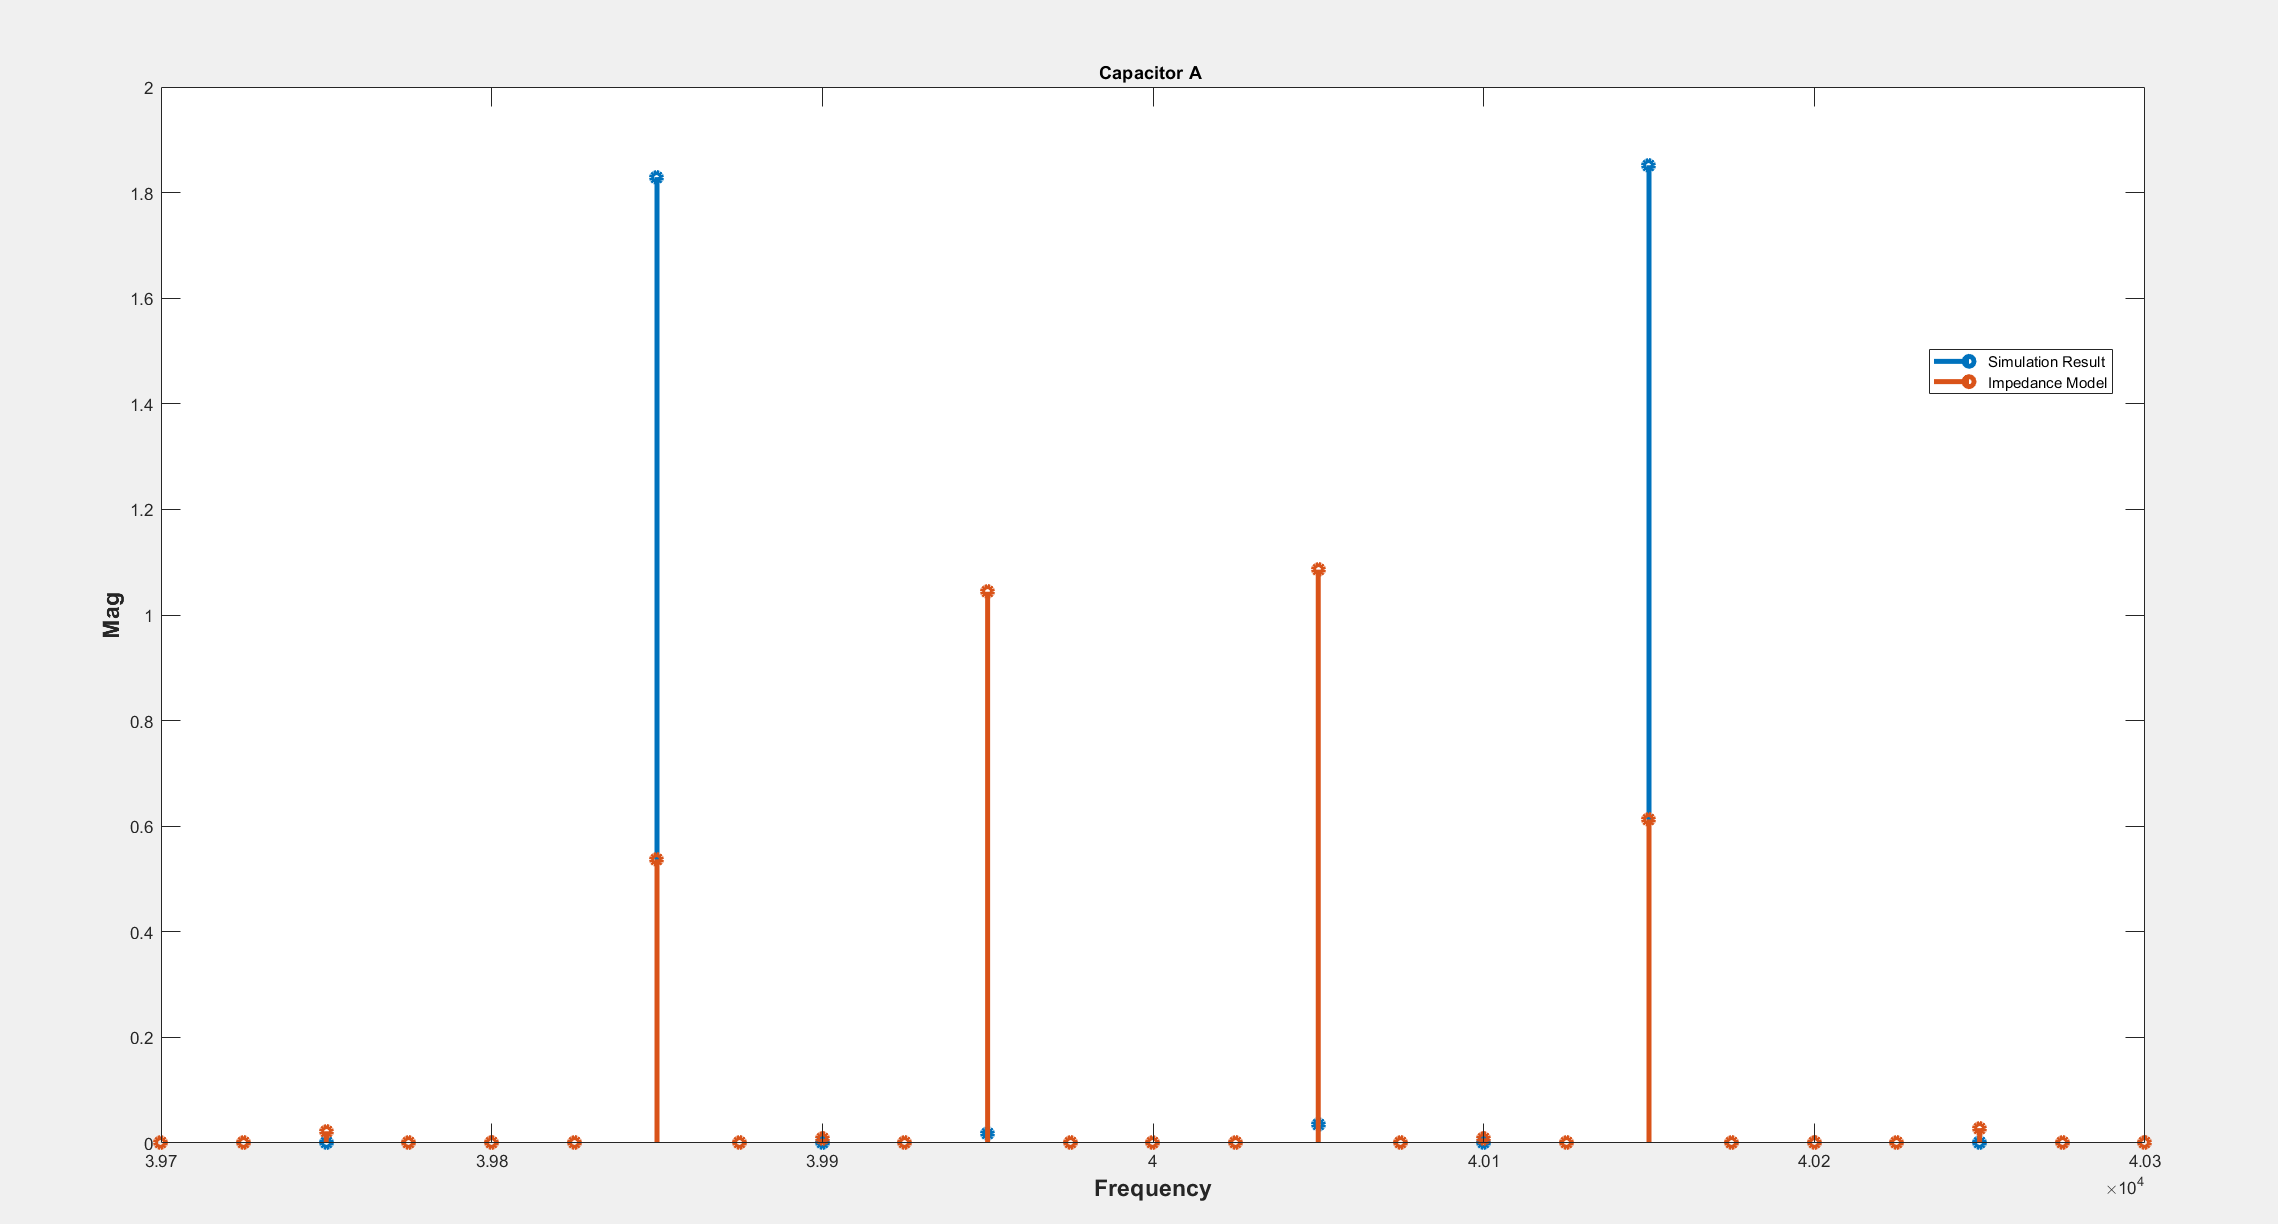 Capacitor A
2
1.8
1.6
1.4
1.2
1
0.8
0.6
0.4
0.2
0
Mag
Simulation Result
Impedance Model
3.97 3.98 3.99 4 4.01 4.02 4.03
Frequency
×10⁴